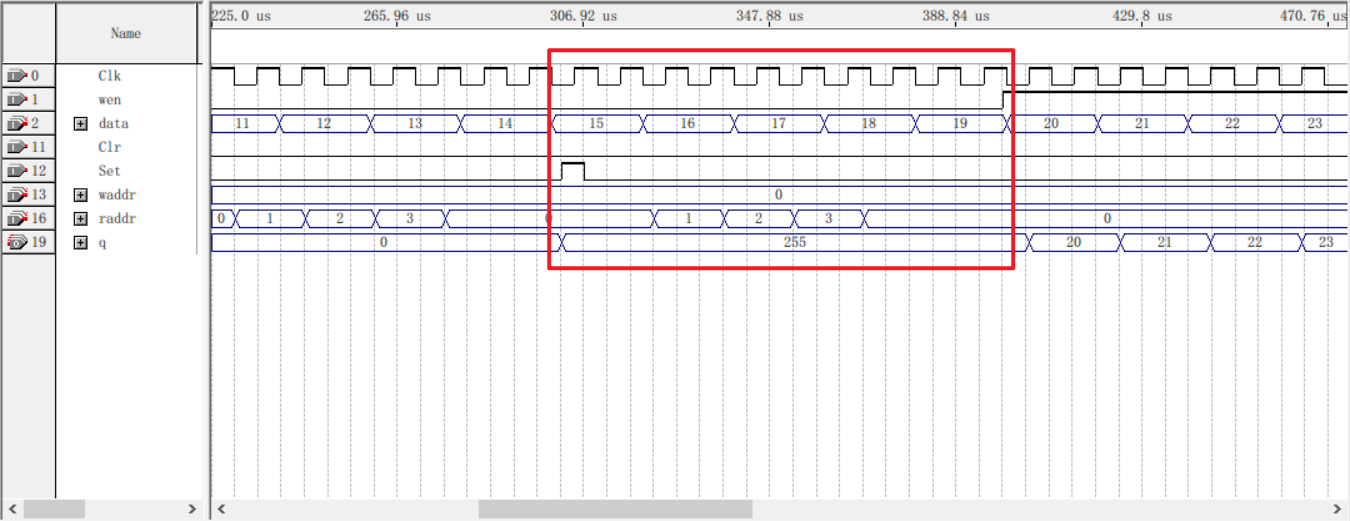 225.0 us 265.96 us 306.92 us 347.88 us 388.84 us 429.8 us 470.76 us
Name
0 Clk
1 wen
2 data 11 12 13 14 15 16 17 18 19 20 21 22 23
11 Clr
12 Set
13 waddr 0
16 raddr 0 1 2 3 0 1 2 3 0
19 q 0 255 20 21 22 23